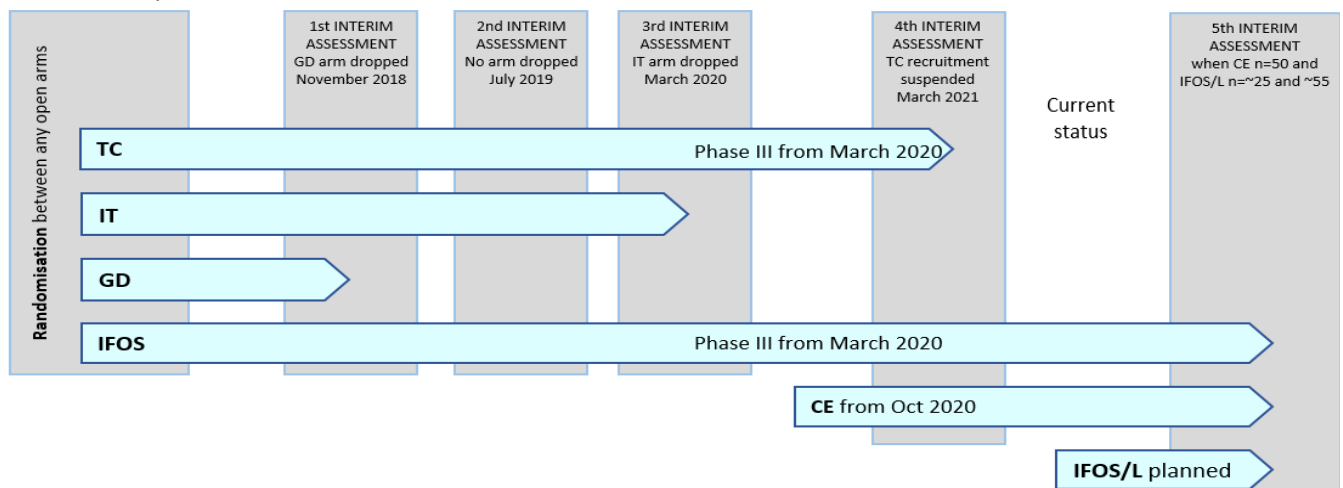 Randomisation between any open arms
1st INTERIM
ASSESSMENT
GD arm dropped
November 2018
2nd INTERIM
ASSESSMENT
No arm dropped
July 2019
3rd INTERIM
ASSESSMENT
IT arm dropped
March 2020
4th INTERIM
ASSESSMENT
TC recruitment
suspended
March 2021
Current
status
5th INTERIM
ASSESSMENT
when CE n=50 and
IFOS/L n=~25 and ~55
TC
Phase III from March 2020
IT
GD
IFOS
Phase III from March 2020
CE from Oct 2020
IFOS/L planned